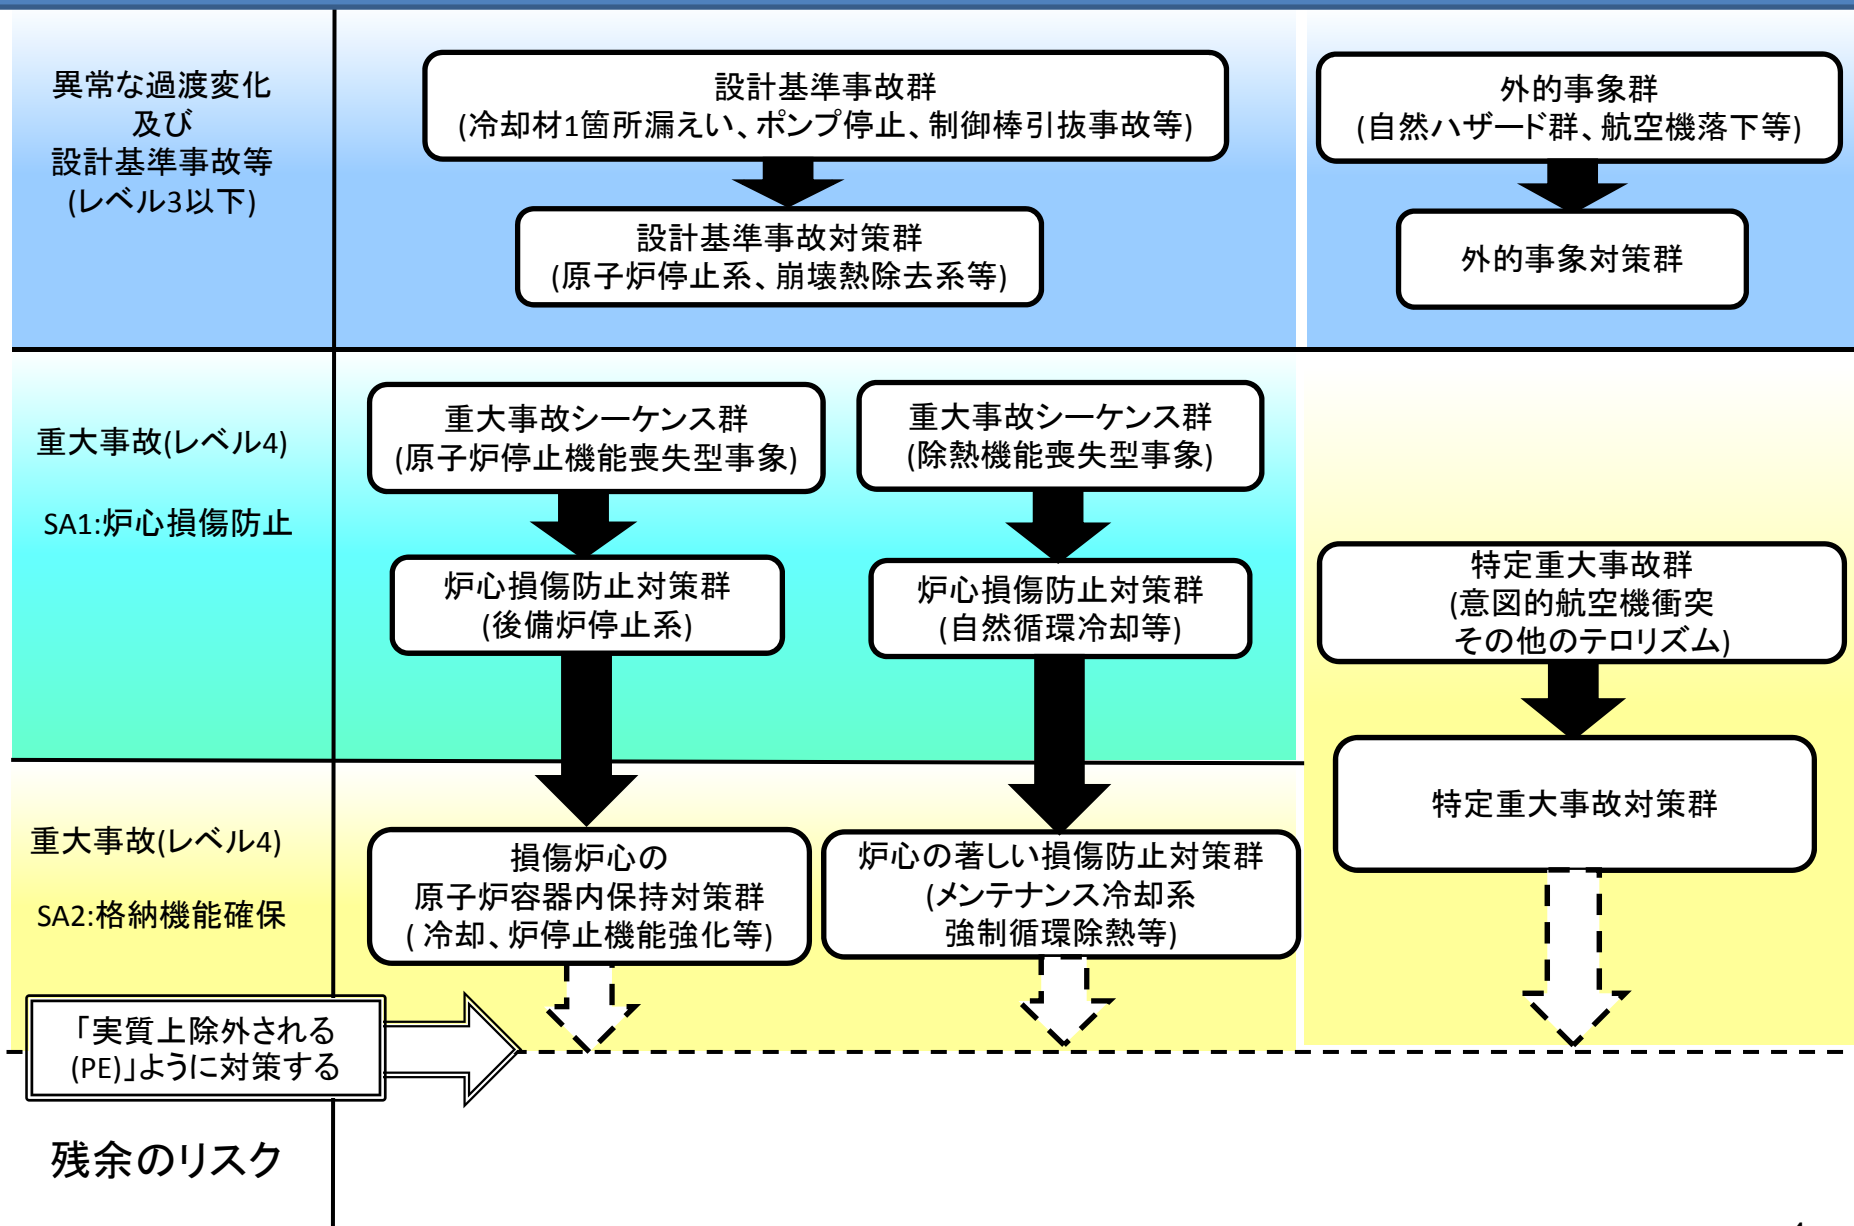 異常な過渡変化
及び
設計基準事故等
(レベル3以下)
設計基準事故群
(冷却材1箇所漏えい、ポンプ停止、制御棒引抜事故等)
設計基準事故対策群
(原子炉停止系、崩壊熱除去系等)
外的事象群
(自然ハザード群、航空機落下等)
外的事象対策群
重大事故(レベル4)
SA1:炉心損傷防止
重大事故シーケンス群
(原子炉停止機能喪失型事象)
重大事故シーケンス群
(除熱機能喪失型事象)
炉心損傷防止対策群
(後備炉停止系)
炉心損傷防止対策群
(自然循環冷却等)
特定重大事故群
(意図的航空機衝突
その他のテロリズム)
特定重大事故対策群
重大事故(レベル4)
SA2:格納機能確保
損傷炉心の
原子炉容器内保持対策群
( 冷却、炉停止機能強化等)
炉心の著しい損傷防止対策群
(メンテナンス冷却系
強制循環除熱等)
「実質上除外される
(PE)」ように対策する
残余のリスク